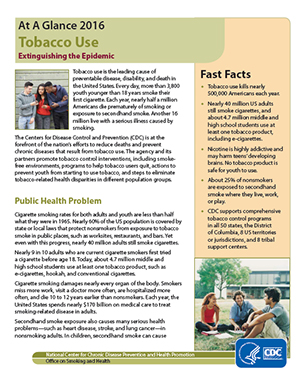 At A Glance 2016
Tobacco Use
Extinguishing the Epidemic
Tobacco use is the leading cause of
preventable disease, disability, and death in
the United States. Every day, more than 3,800
youth younger than 18 years smoke their
first cigarette. Each year, nearly half a million
Americans die prematurely of smoking or
exposure to secondhand smoke. Another 16
million live with a serious illness caused by
smoking.
The Centers for Disease Control and Prevention (CDC) is at the
forefront of the nation's efforts to reduce deaths and prevent
chronic diseases that result from tobacco use. The agency and its
partners promote tobacco control interventions, including smoke-
free environments, programs to help tobacco users quit, actions to
prevent youth from starting to use tobacco, and steps to eliminate
tobacco-related health disparities in different population groups.
Public Health Problem
Cigarette smoking rates for both adults and youth are less than half
what they were in 1965. Nearly 60% of the US population is covered by
state or local laws that protect nonsmokers from exposure to tobacco
smoke in public places, such as worksites, restaurants, and bars. Yet
even with this progress, nearly 40 million adults still smoke cigarettes.
Nearly 9 in 10 adults who are current cigarette smokers first tried
a cigarette before age 18. Today, about 4.7 million middle and
high school students use at least one tobacco product, such as
e-cigarettes, hookah, and conventional cigarettes.
Cigarette smoking damages nearly every organ of the body. Smokers
miss more work, visit a doctor more often, are hospitalized more
often, and die 10 to 12 years earlier than nonsmokers. Each year, the
United States spends nearly $170 billion on medical care to treat
smoking-related disease in adults.
Secondhand smoke exposure also causes many serious health
problems—such as heart disease, stroke, and lung cancer—in
nonsmoking adults. In children, secondhand smoke can cause
Fast Facts
Tobacco use kills nearly
500,000 Americans each year.
Nearly 40 million US adults
still smoke cigarettes, and
about 4.7 million middle and
high school students use at
least one tobacco product,
including e-cigarettes.
Nicotine is highly addictive and
may harm teens' developing
brains. No tobacco product is
safe for youth to use.
About 25% of nonsmokers
are exposed to secondhand
smoke where they live, work,
or play.
CDC supports comprehensive
tobacco control programs
in all 50 states, the District
of Columbia, 8 US territories
or jurisdictions, and 8 tribal
support centers.
National Center for Chronic Disease Prevention and Health Promotion
Office on Smoking and Health
CDC